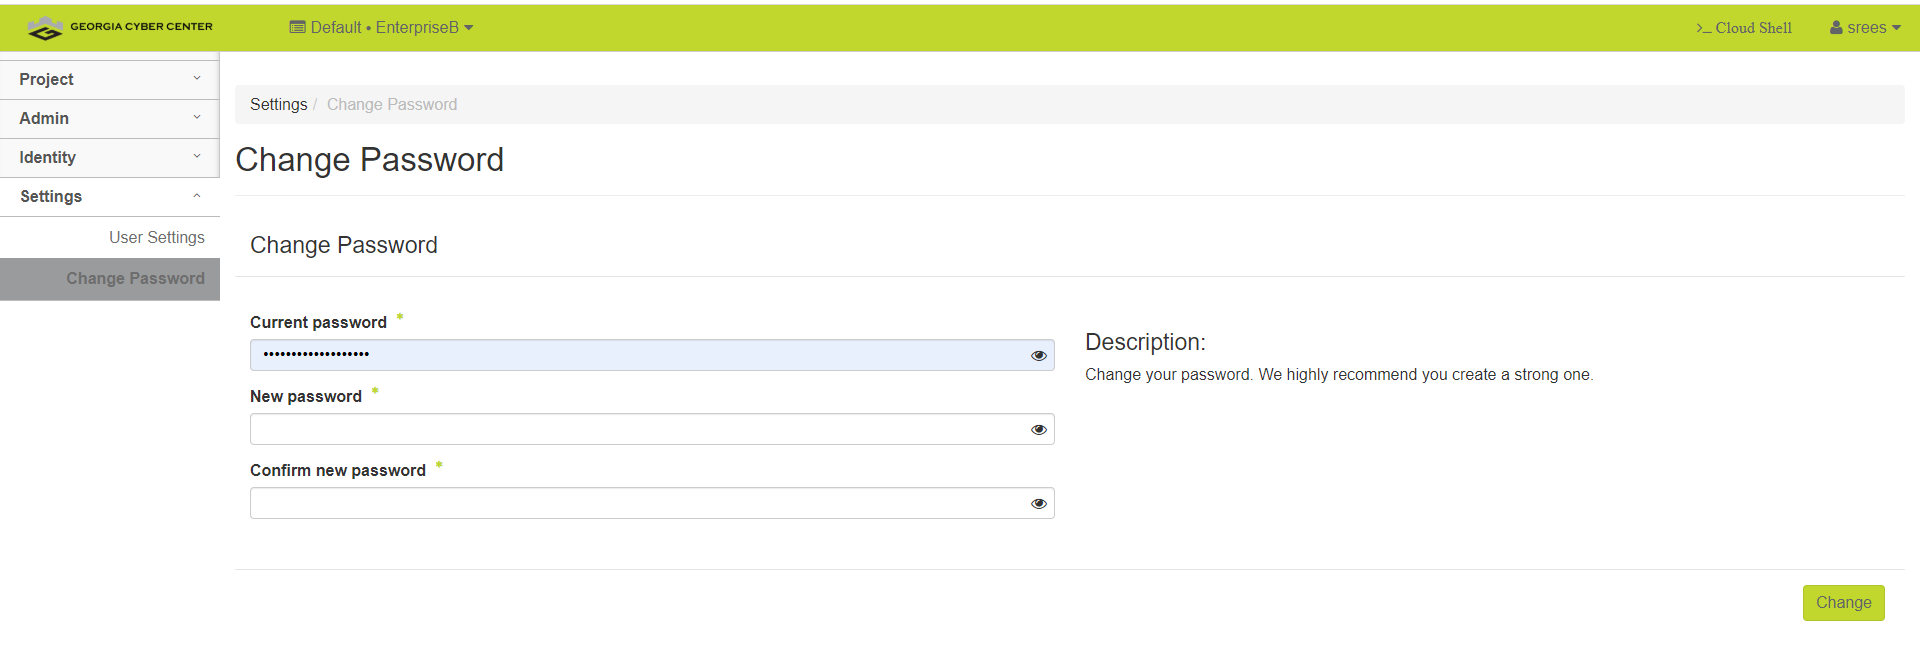 GEORGIA CYBER CENTER
Default • EnterpriseB
>_ Cloud Shell
srees
Project
Admin
Identity
Settings
User Settings
Change Password
Settings / Change Password
Change Password
Change Password
Current password *
•••••••••••••••••••
New password *
Confirm new password *
Description:
Change your password. We highly recommend you create a strong one.
Change